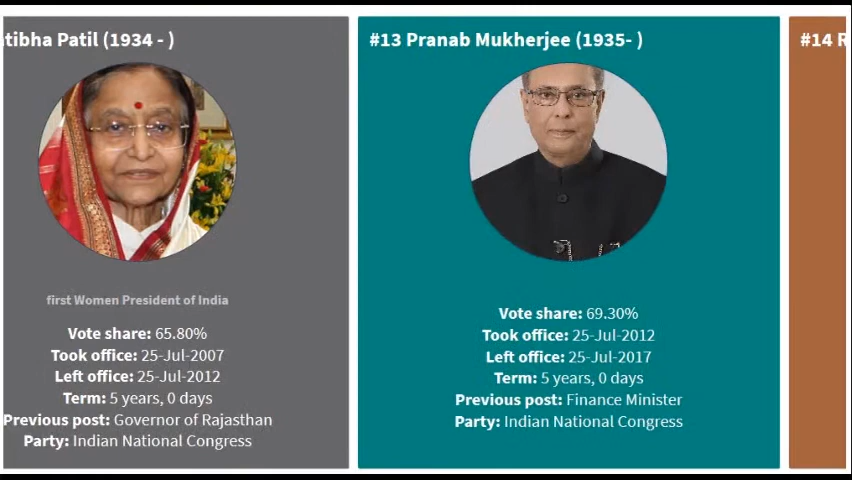 tibha Patil (1934 - )
first Women President of India
Vote share: 65.80%
Took office: 25-Jul-2007
Left office: 25-Jul-2012
Term: 5 years, 0 days
Previous post: Governor of Rajasthan
Party: Indian National Congress
#13 Pranab Mukherjee (1935- )
Vote share: 69.30%
Took office: 25-Jul-2012
Left office: 25-Jul-2017
Term: 5 years, 0 days
Previous post: Finance Minister
Party: Indian National Congress
#14 R